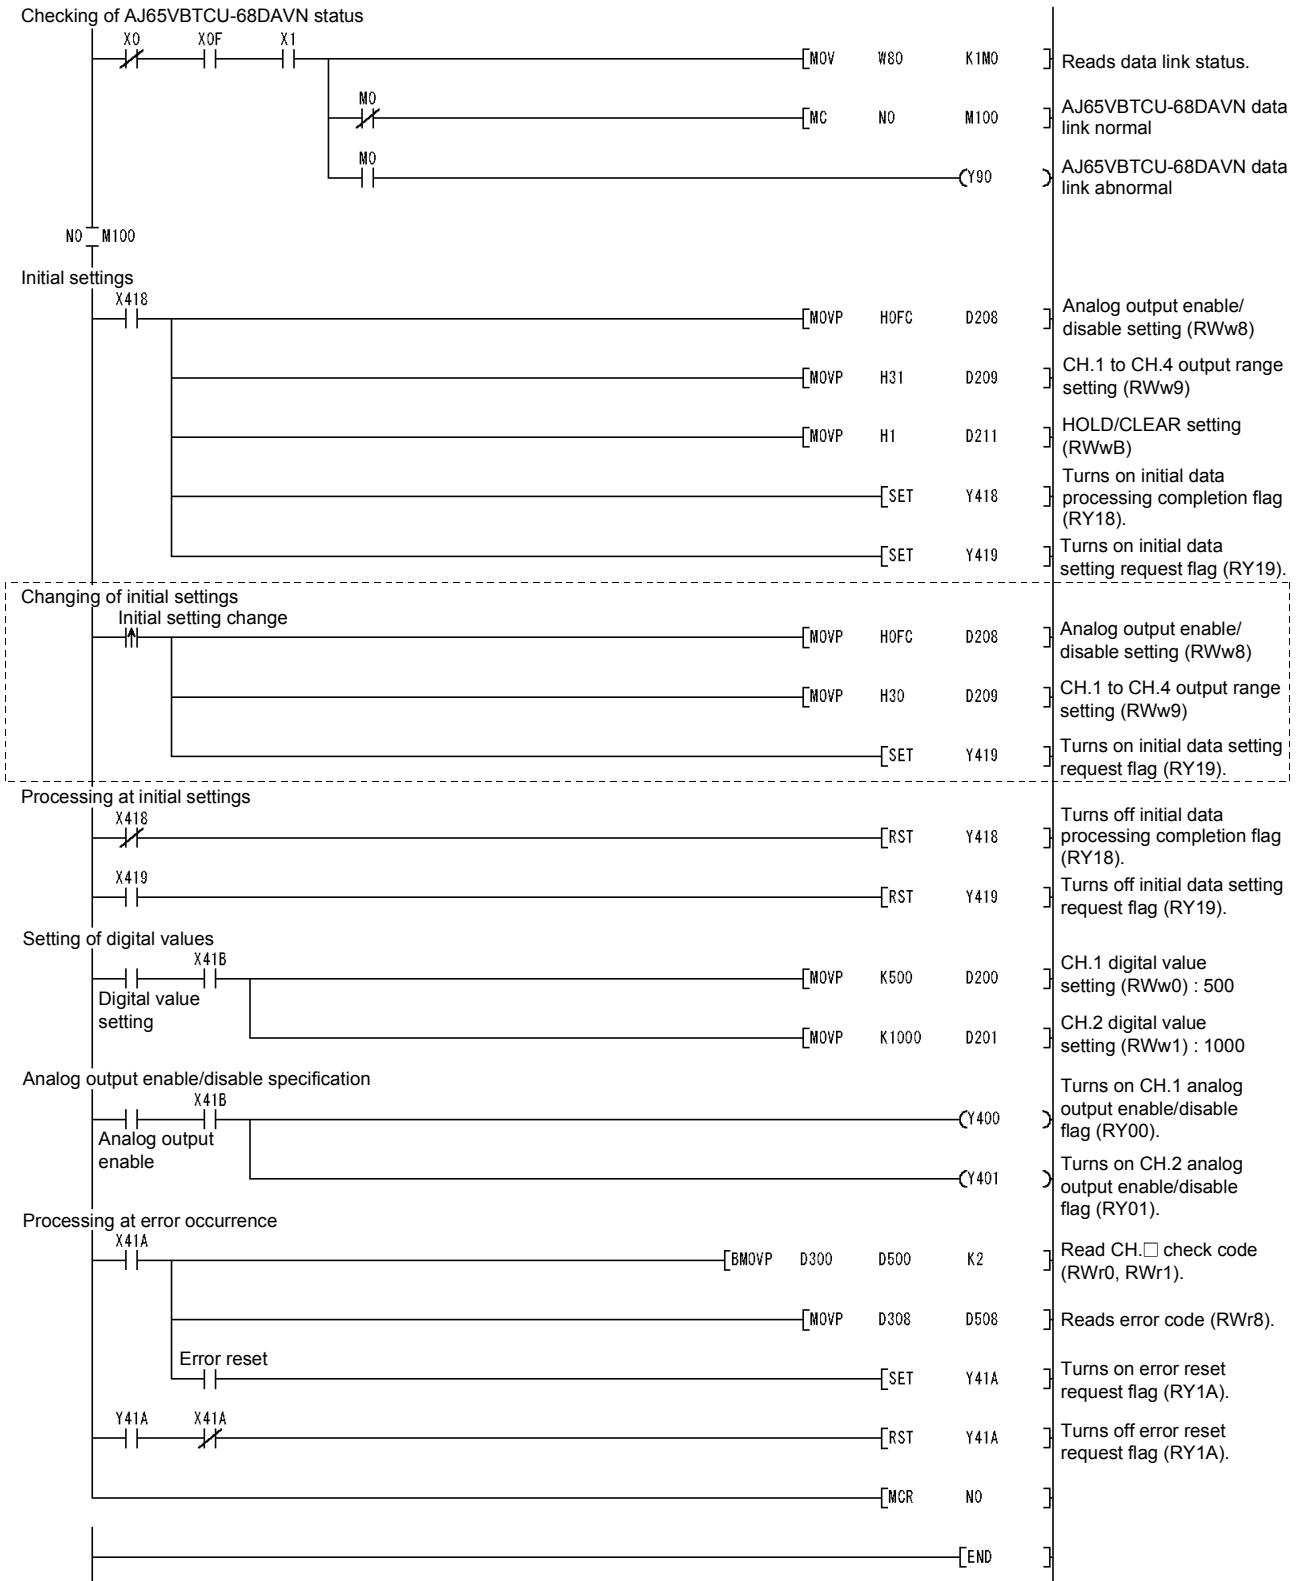 Checking of AJ65VBTCU-68DAVN status
X0 X0F X1
MOV W80 K1M0
Reads data link status.
M0
MC N0 M100
AJ65VBTCU-68DAVN data
link normal
M0
Y90
AJ65VBTCU-68DAVN data
link abnormal
N0 M100
Initial settings
X418
MOVP H0FC D208
Analog output enable/
disable setting (RWw8)
MOVP H31 D209
CH.1 to CH.4 output range
setting (RWw9)
MOVP H1 D211
HOLD/CLEAR setting
(RWwB)
SET Y418
Turns on initial data
processing completion flag
(RY18).
SET Y419
Turns on initial data
setting request flag (RY19).
Changing of initial settings
Initial setting change
MOVP H0FC D208
Analog output enable/
disable setting (RWw8)
MOVP H30 D209
CH.1 to CH.4 output range
setting (RWw9)
SET Y419
Turns on initial data setting
request flag (RY19).
Processing at initial settings
X418
RST Y418
Turns off initial data
processing completion flag
(RY18).
X419
RST Y419
Turns off initial data setting
request flag (RY19).
Setting of digital values
X41B
Digital value
setting
MOVP K500 D200
CH.1 digital value
setting (RWw0) : 500
MOVP K1000 D201
CH.2 digital value
setting (RWw1) : 1000
Analog output enable/disable specification
X41B
Analog output
enable
Y400
Turns on CH.1 analog
output enable/disable
flag (RY00).
Y401
Turns on CH.2 analog
output enable/disable
flag (RY01).
Processing at error occurrence
X41A
BMOVP D300 D500 K2
Read CH.□ check code
(RWr0, RWr1).
MOVP D308 D508
Reads error code (RWr8).
Error reset
SET Y41A
Turns on error reset
request flag (RY1A).
Y41A X41A
RST Y41A
Turns off error reset
request flag (RY1A).
MCR N0
END